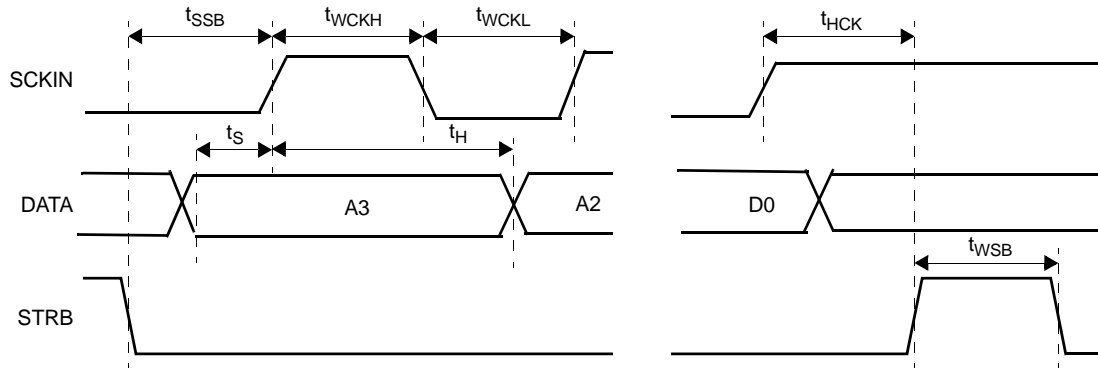 tSSB tWCKH tWCKL tHCK
SCKIN
tS tH
DATA A3 A2 D0
tWSB
STRB